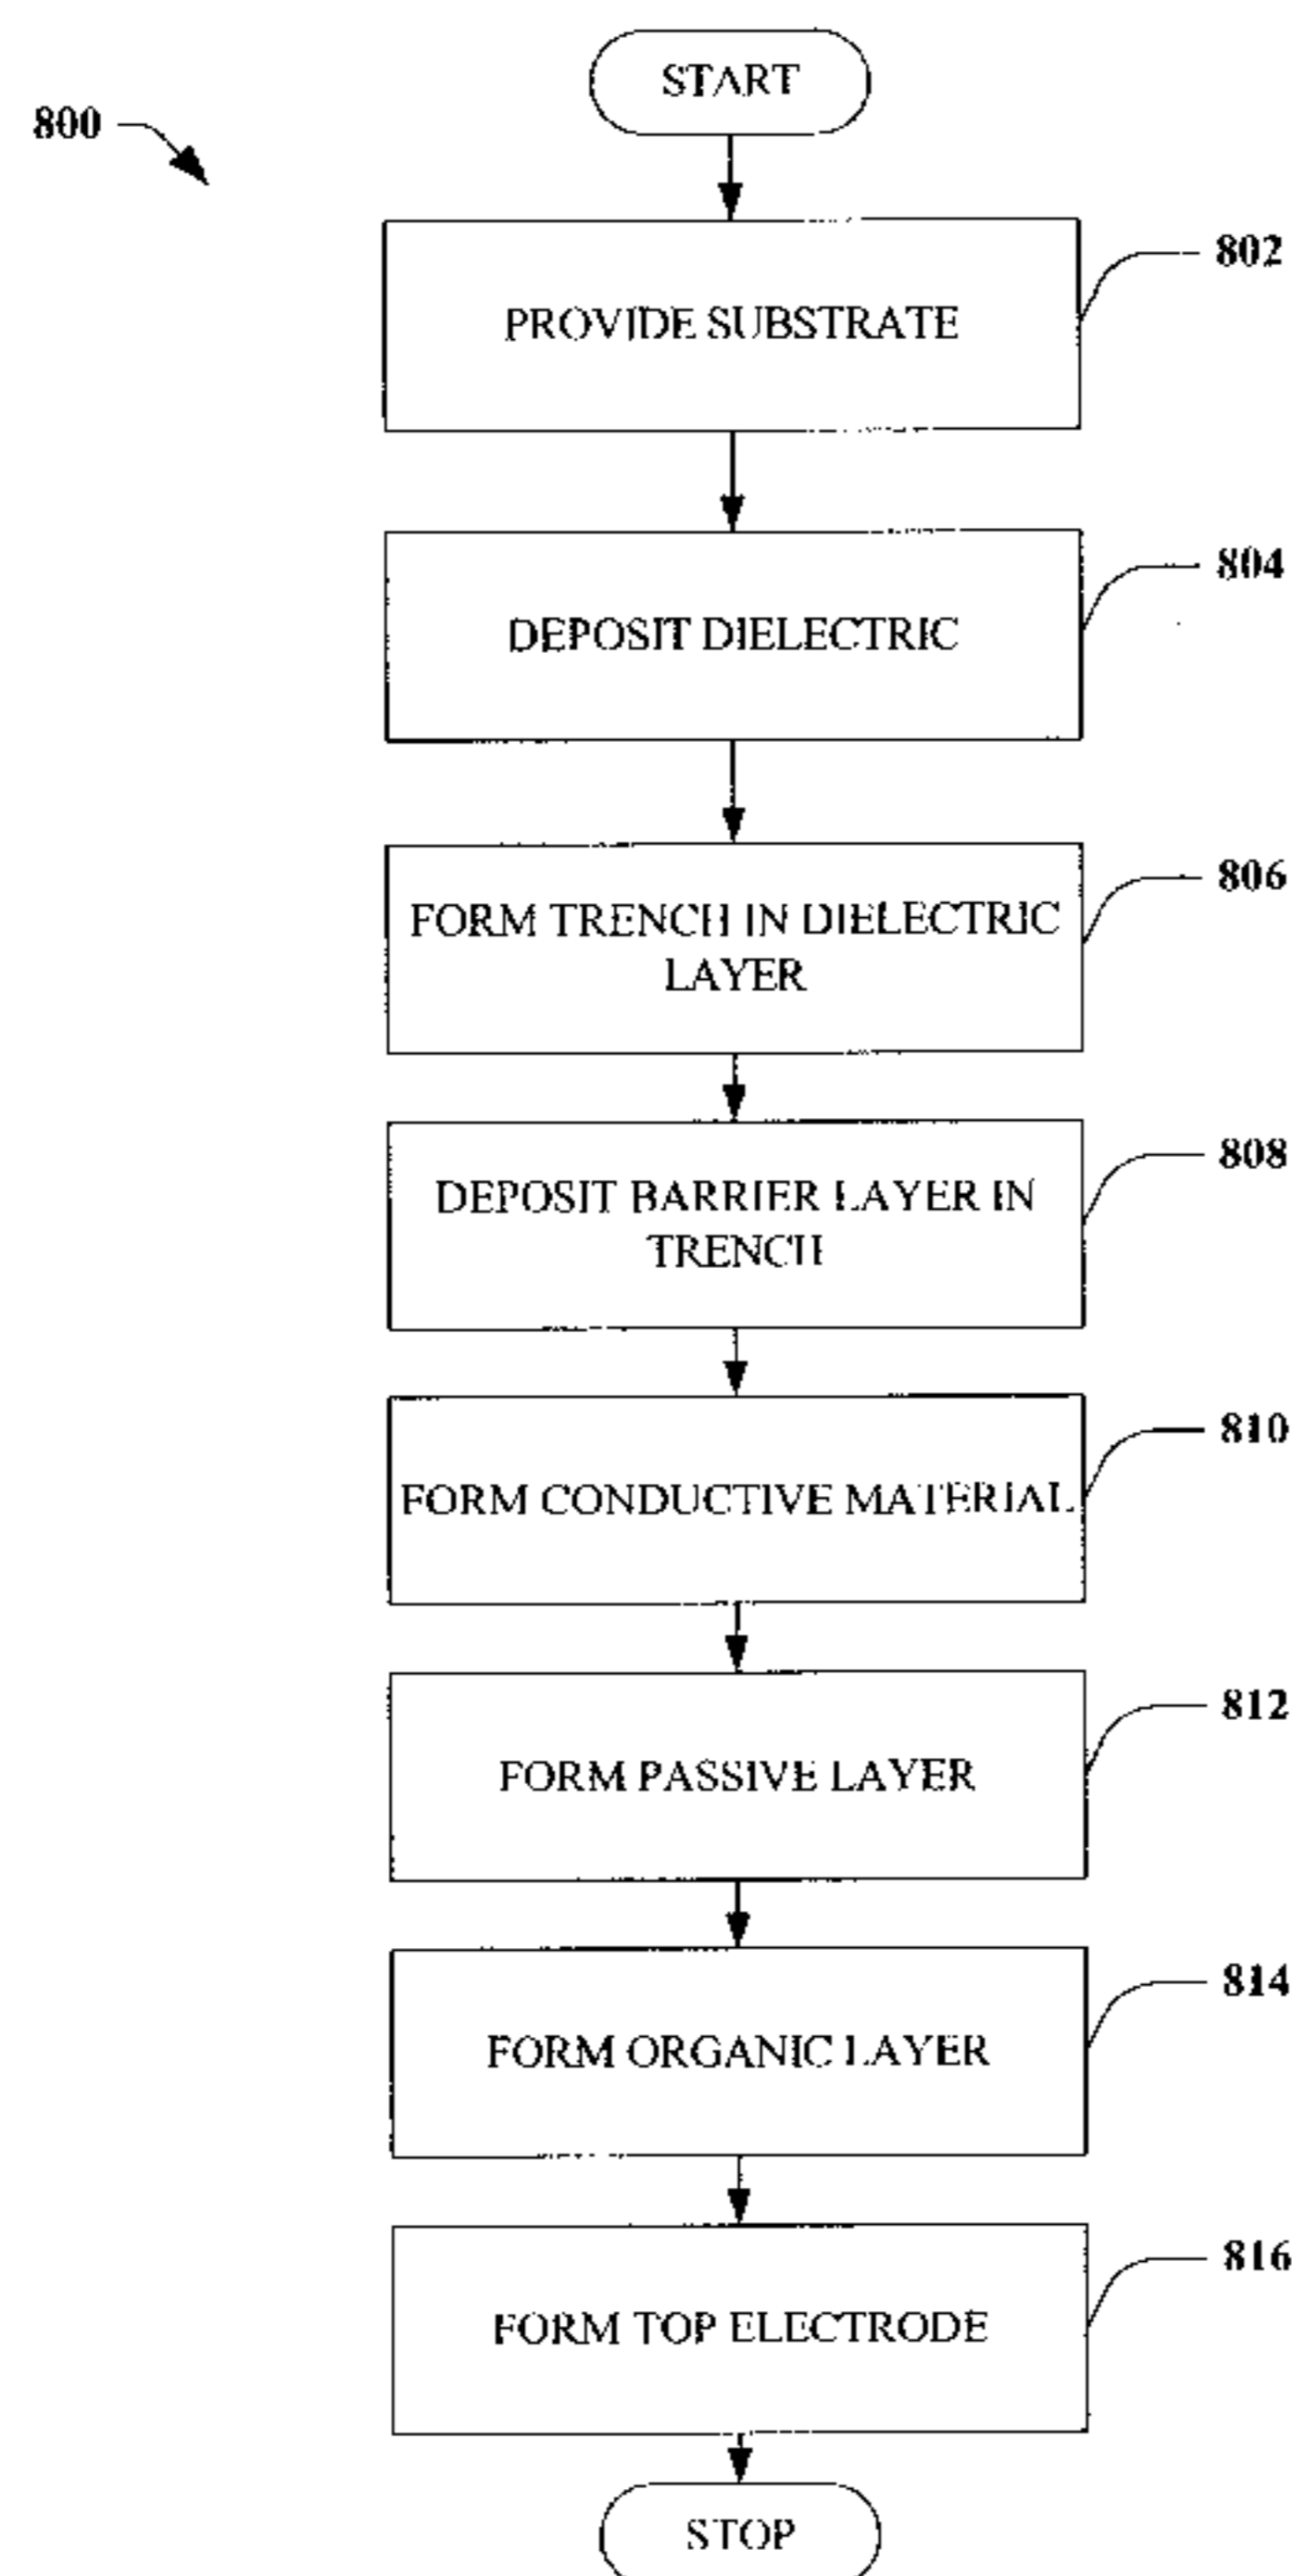 START
800
802
PROVIDE SUBSTRATE
804
DEPOSIT DIELECTRIC
806
FORM TRENCH IN DIELECTRIC
LAYER
808
DEPOSIT BARRIER LAYER IN
TRENCH
810
FORM CONDUCTIVE MATERIAL
812
FORM PASSIVE LAYER
814
FORM ORGANIC LAYER
816
FORM TOP ELECTRODE
STOP